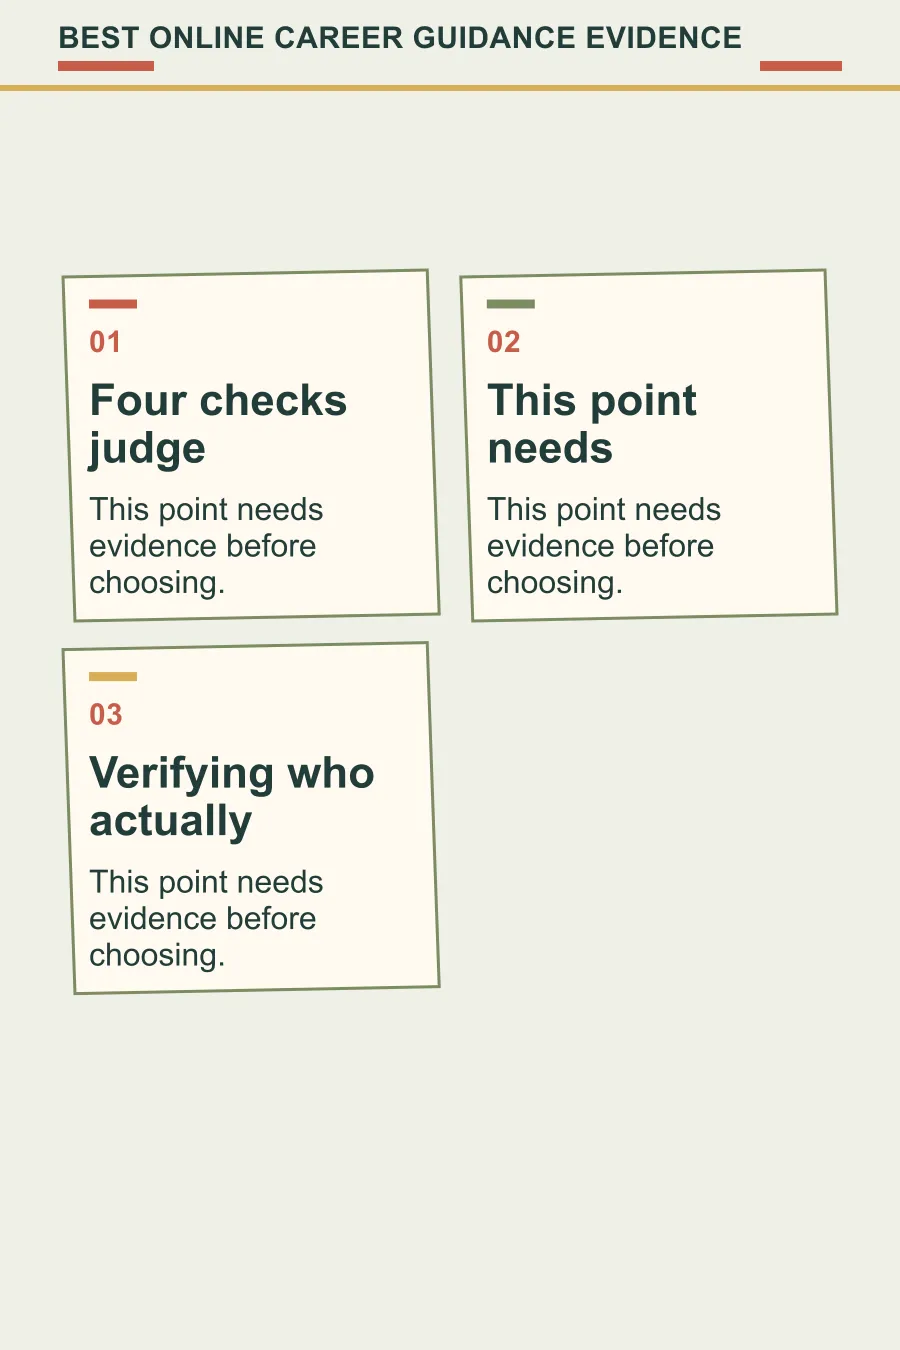 BEST ONLINE CAREER GUIDANCE EVIDENCE
01
Four checks
judge
This point needs
evidence before
choosing.
02
This point
needs
This point needs
evidence before
choosing.
03
Verifying who
actually
This point needs
evidence before
choosing.